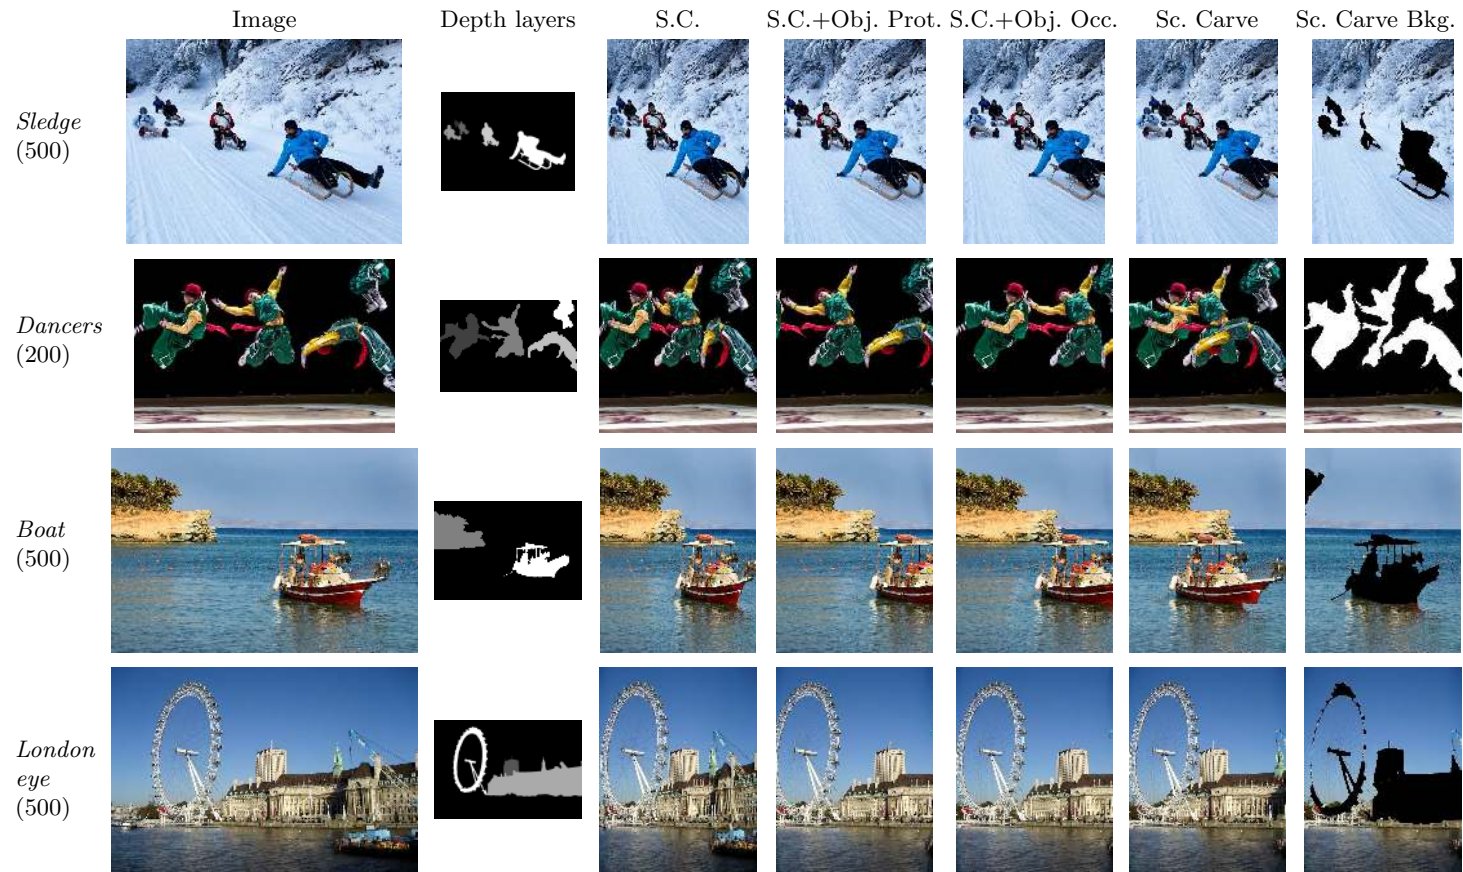 Image Depth layers S.C. S.C.+Obj. Prot. S.C.+Obj. Occ. Sc. Carve Sc. Carve Bkg.
Sledge
(500)
Dancers
(200)
Boat
(500)
London
eye
(500)